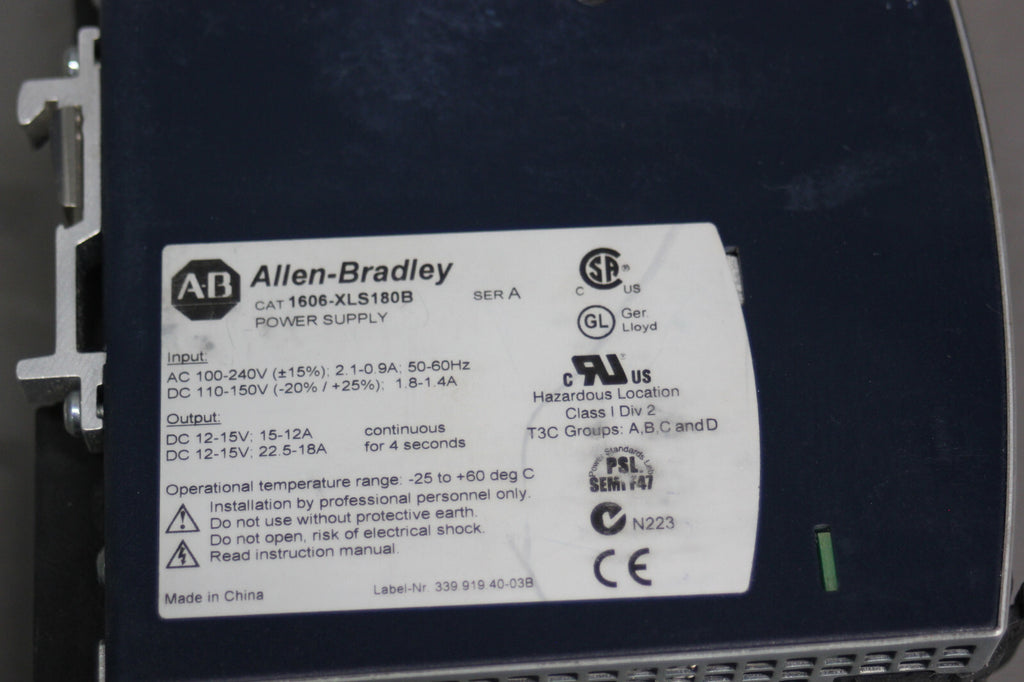 A-B Allen-Bradley
CAT 1606-XLS180B SER A
POWER SUPPLY
Input:
AC 100-240V (±15%); 2.1-0.9A; 50-60Hz
DC 110-150V (-20% / +25%); 1.8-1.4A
Output:
DC 12-15V; 15-12A continuous
DC 12-15V; 22.5-18A for 4 seconds
Operational temperature range: -25 to +60 deg C
Installation by professional personnel only.
Do not use without protective earth.
Do not open, risk of electrical shock.
Read instruction manual.
Made in China
Label-Nr. 339.919.40-03B
C SA ® US
GL Ger. Lloyd
C UR US
Hazardous Location
Class I Div 2
T3C Groups: A,B,C and D
Power Standards Lab
PSL
SEMI F47
N223
CE